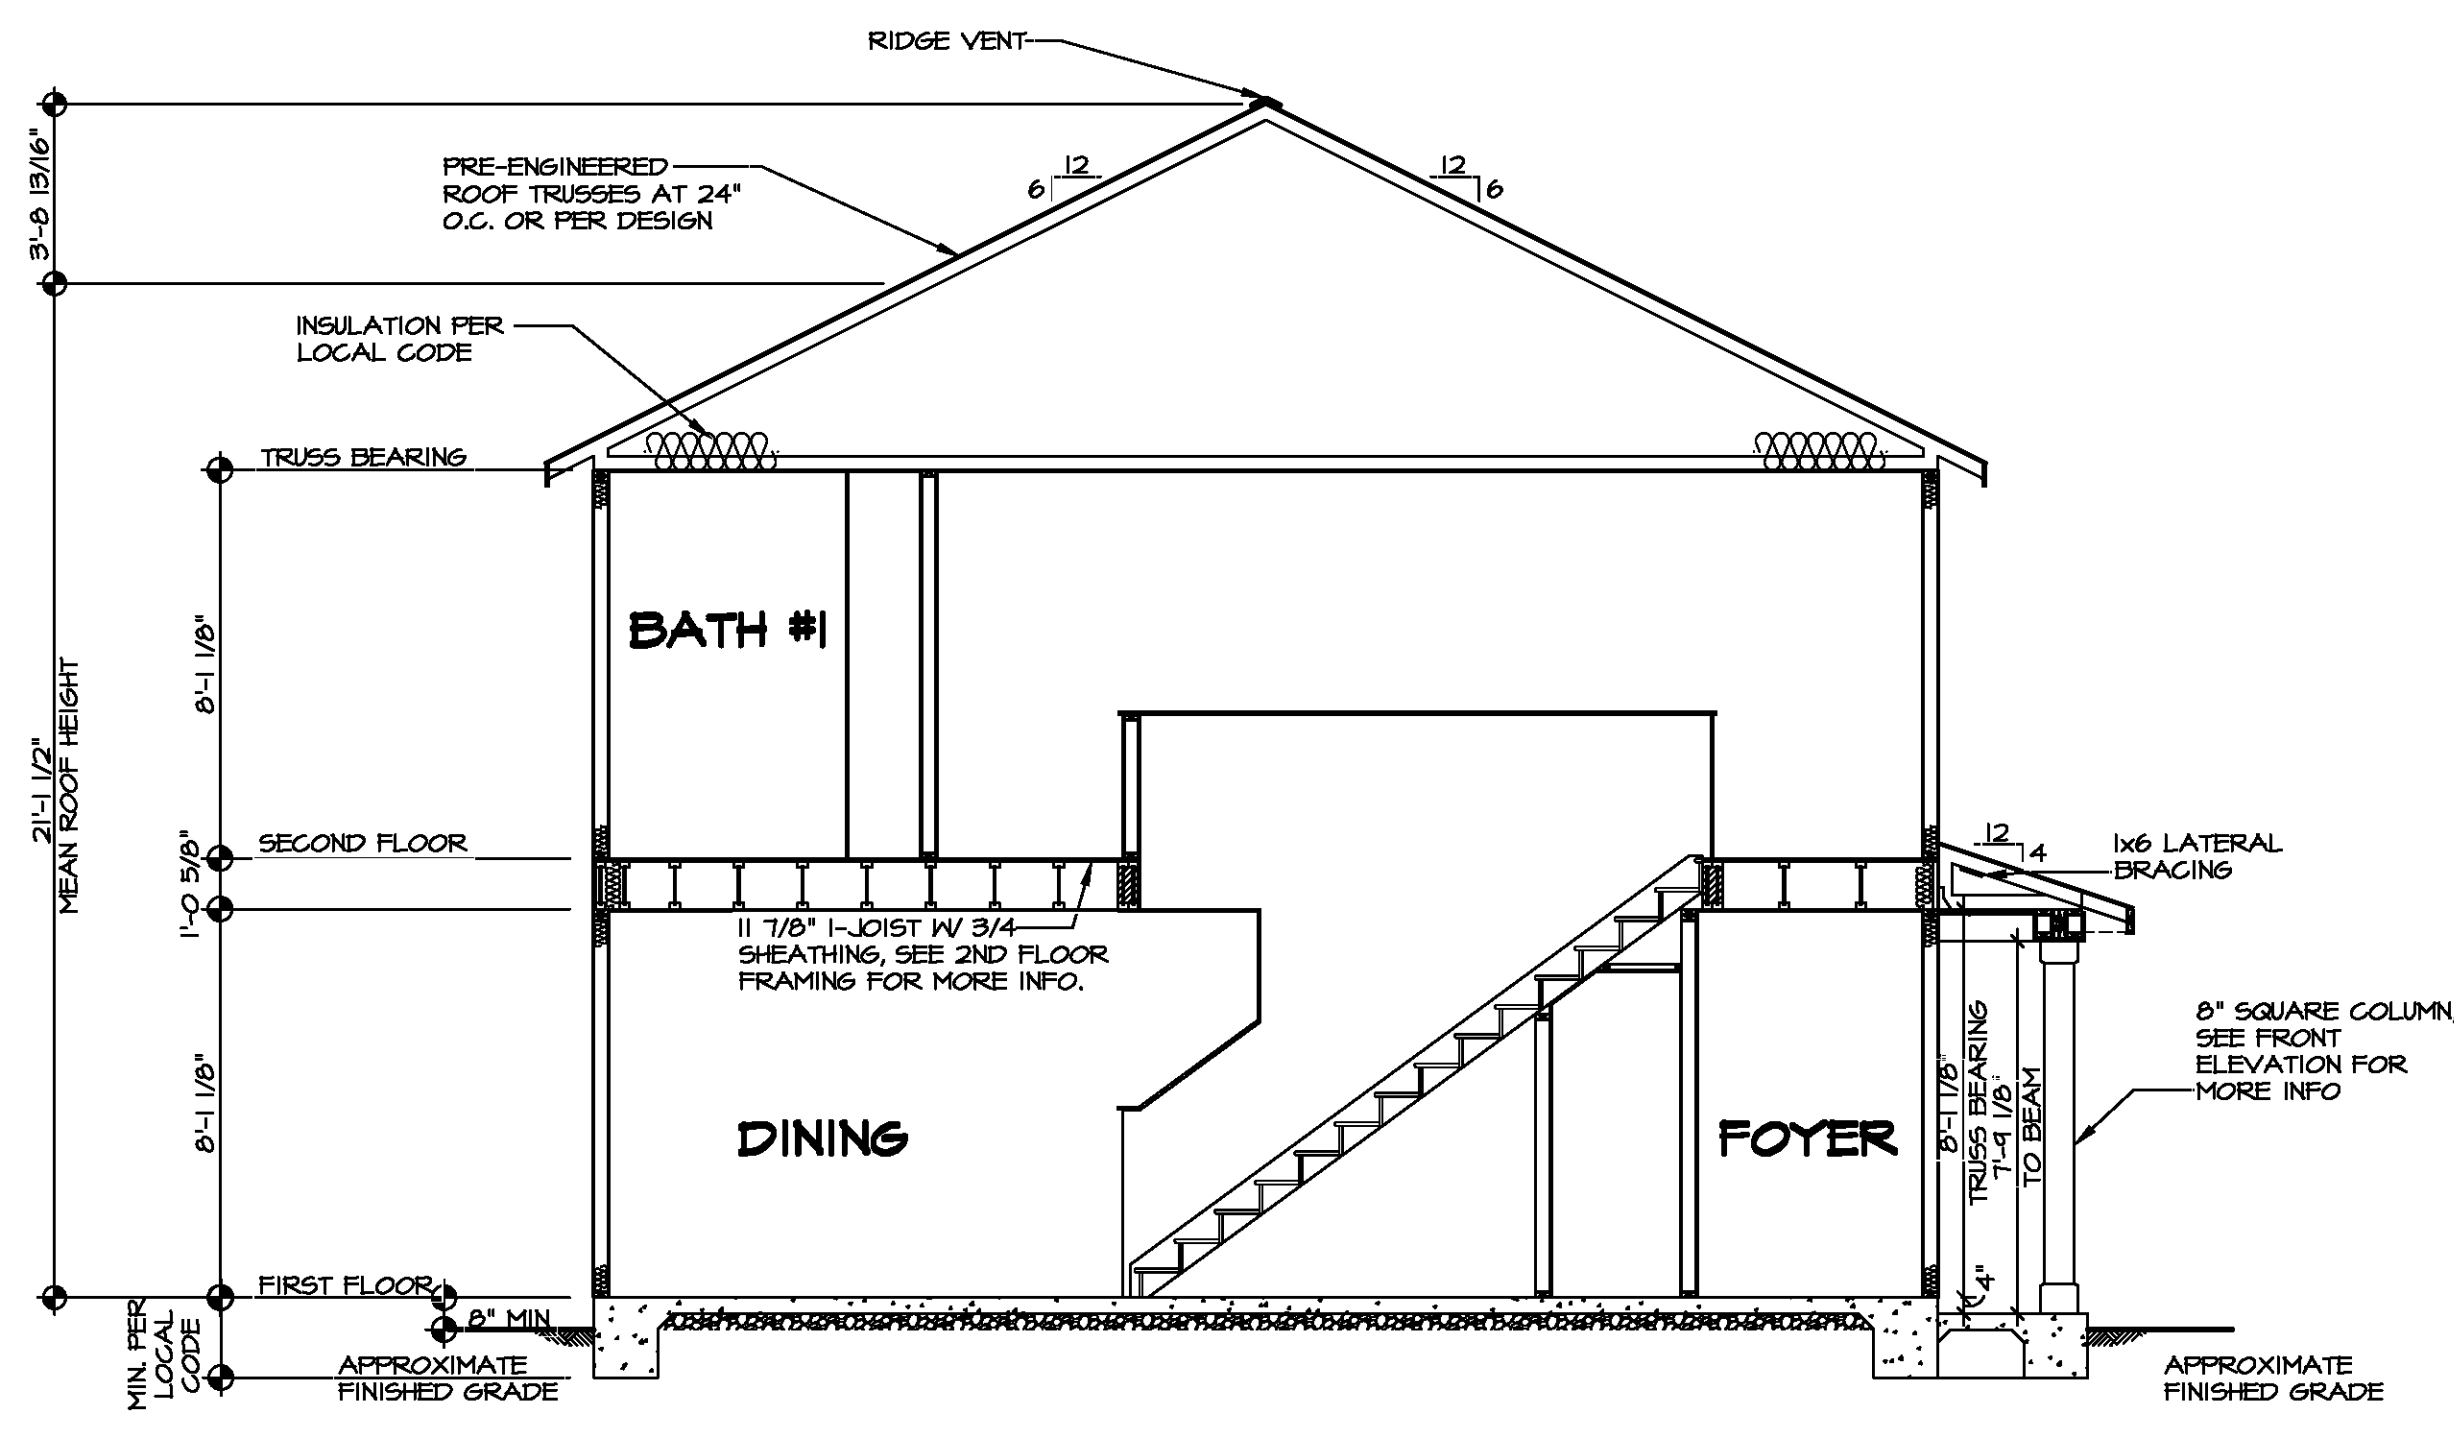 RIDGE VENT
3'-8 13/16"
PRE-ENGINEERED
ROOF TRUSSES AT 24"
O.C. OR PER DESIGN
12
6
12
6
INSULATION PER
LOCAL CODE
TRUSS BEARING
BATH #1
8'-1 1/8"
21'-1 1/2"
MEAN ROOF HEIGHT
SECOND FLOOR
1'-0 5/8"
12
4
1x6 LATERAL
BRACING
11 7/8" I-JOIST W/ 3/4
SHEATHING, SEE 2ND FLOOR
FRAMING FOR MORE INFO.
8" SQUARE COLUMN,
SEE FRONT
ELEVATION FOR
MORE INFO
8'-1 1/8"
DINING
FOYER
8'-1 1/8"
TRUSS BEARING
7'-9 1/8"
TO BEAM
4"
FIRST FLOOR
8" MIN
MIN. PER
LOCAL
CODE
APPROXIMATE
FINISHED GRADE
APPROXIMATE
FINISHED GRADE